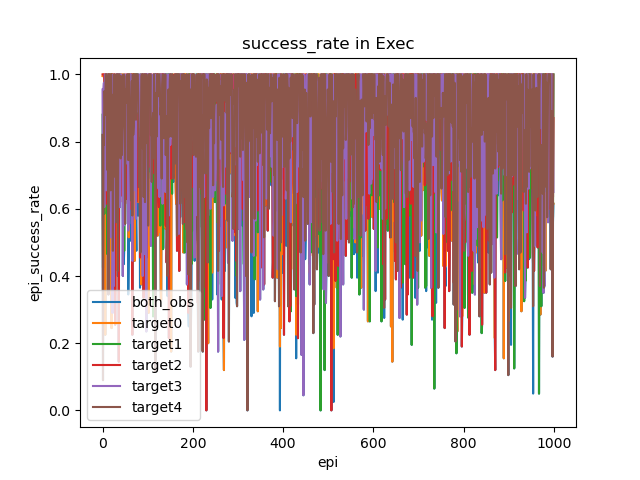 success_rate in Exec
epi_success_rate
1.0
0.8
0.6
0.4
0.2
0.0
both_obs
target0
target1
target2
target3
target4
0 200 400 600 800 1000
epi